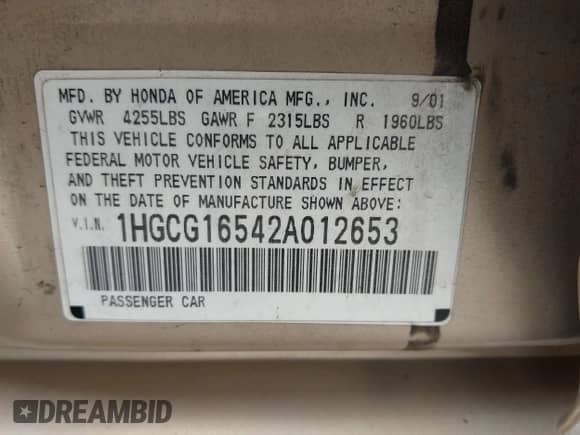 MFD. BY HONDA OF AMERICA MFG., INC. 9/01
GVWR 4255LBS GAWR F 2315LBS R 1960LBS
THIS VEHICLE CONFORMS TO ALL APPLICABLE
FEDERAL MOTOR VEHICLE SAFETY, BUMPER,
AND THEFT PREVENTION STANDARDS IN EFFECT
ON THE DATE OF MANUFACTURE SHOWN ABOVE:
V.I.N. 1HGCG16542A012653
PASSENGER CAR
DREAMBID